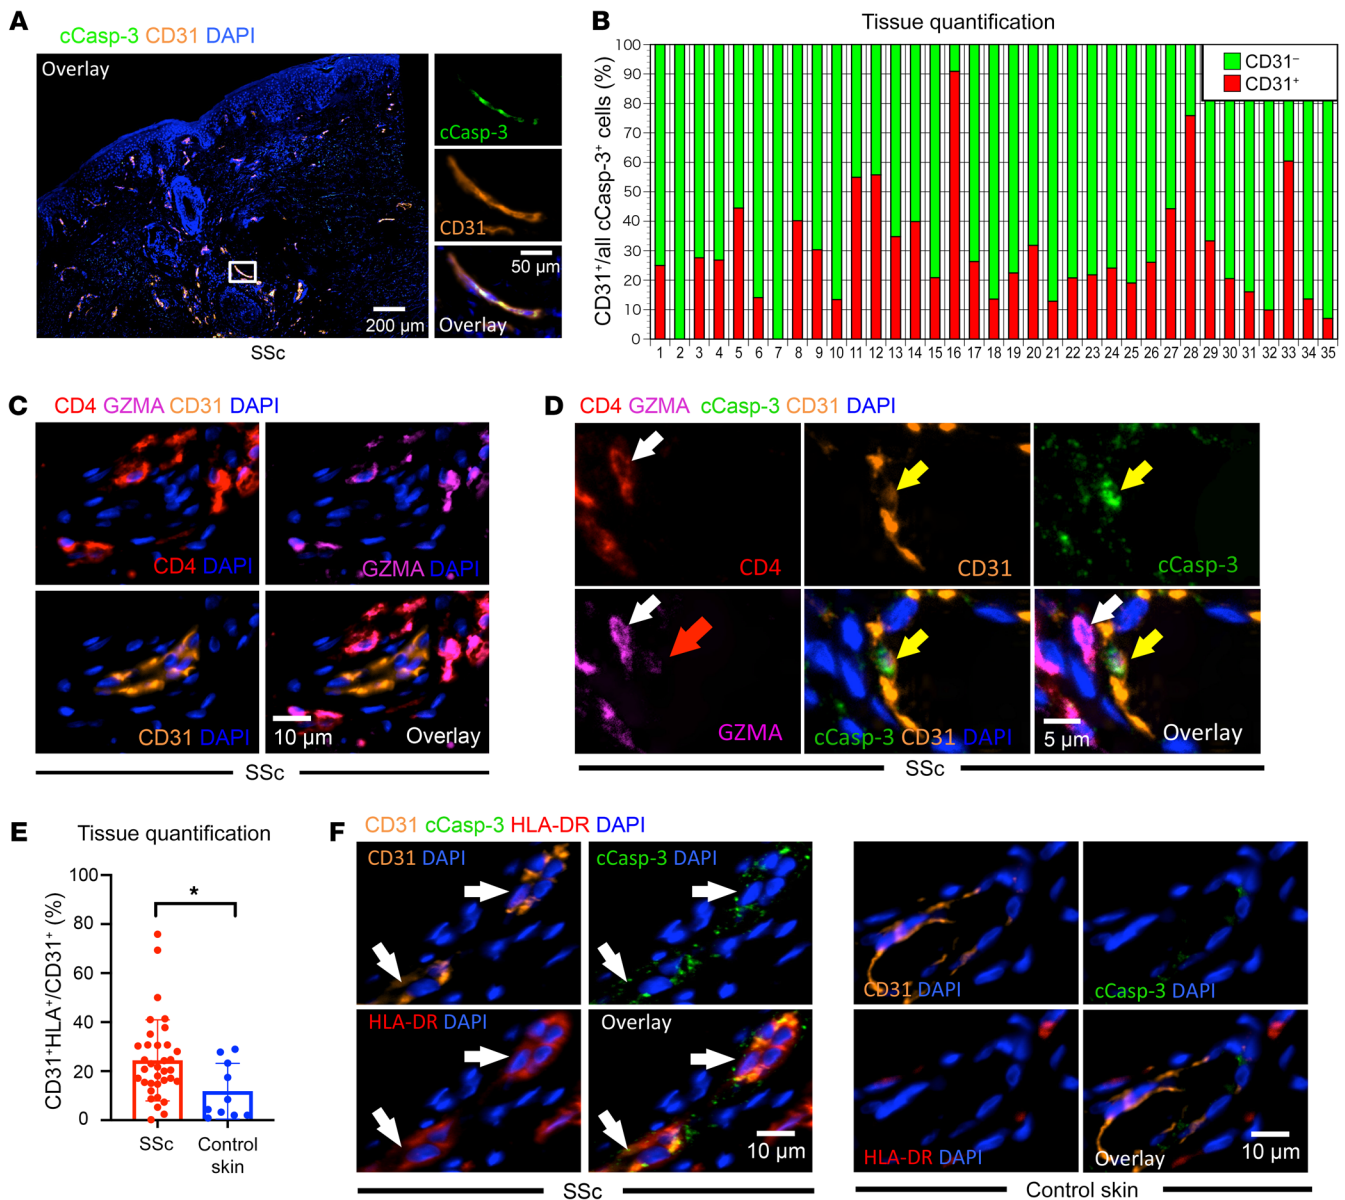 A
cCasp-3 CD31 DAPI
Overlay
200 µm
cCasp-3
CD31
50 µm
Overlay
SSc
B
Tissue quantification
CD31⁺/all cCasp-3⁺ cells (%)
100
90
80
70
60
50
40
30
20
10
0
CD31⁻
CD31⁺
1 2 3 4 5 6 7 8 9 10 11 12 13 14 15 16 17 18 19 20 21 22 23 24 25 26 27 28 29 30 31 32 33 34 35
C
CD4 GZMA CD31 DAPI
CD4 DAPI
GZMA DAPI
CD31 DAPI
10 µm
Overlay
SSc
D
CD4 GZMA cCasp-3 CD31 DAPI
CD4
CD31
cCasp-3
GZMA
cCasp-3 CD31 DAPI
5 µm
Overlay
SSc
E
Tissue quantification
CD31⁺HLA⁺/CD31⁺ (%)
100
80
60
40
20
0
*
SSc
Control
skin
F
CD31 cCasp-3 HLA-DR DAPI
CD31 DAPI
cCasp-3 DAPI
HLA-DR DAPI
Overlay
10 µm
SSc
CD31 DAPI
cCasp-3 DAPI
HLA-DR DAPI
Overlay
10 µm
Control skin